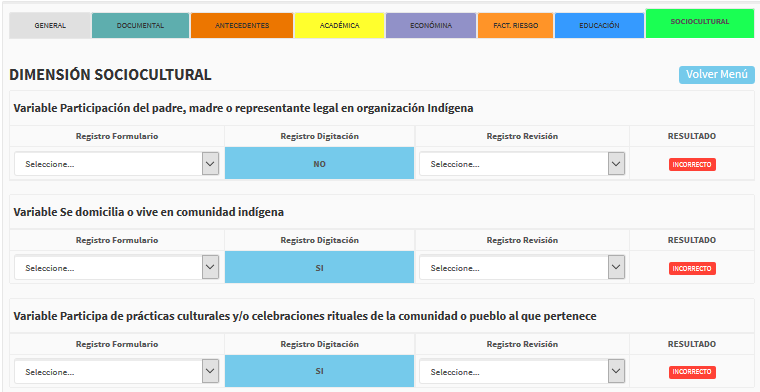 GENERAL DOCUMENTAL ANTECEDENTES ACADÉMICA ECONÓMINA FACT. RIESGO EDUCACIÓN SOCIOCULTURAL
DIMENSIÓN SOCIOCULTURAL Volver Menú
Variable Participación del padre, madre o representante legal en organización Indígena
Registro Formulario Registro Digitación Registro Revisión RESULTADO
Seleccione... NO Seleccione... INCORRECTO
Variable Se domicilia o vive en comunidad indígena
Registro Formulario Registro Digitación Registro Revisión RESULTADO
Seleccione... SI Seleccione... INCORRECTO
Variable Participa de prácticas culturales y/o celebraciones rituales de la comunidad o pueblo al que pertenece
Registro Formulario Registro Digitación Registro Revisión RESULTADO
Seleccione... SI Seleccione... INCORRECTO